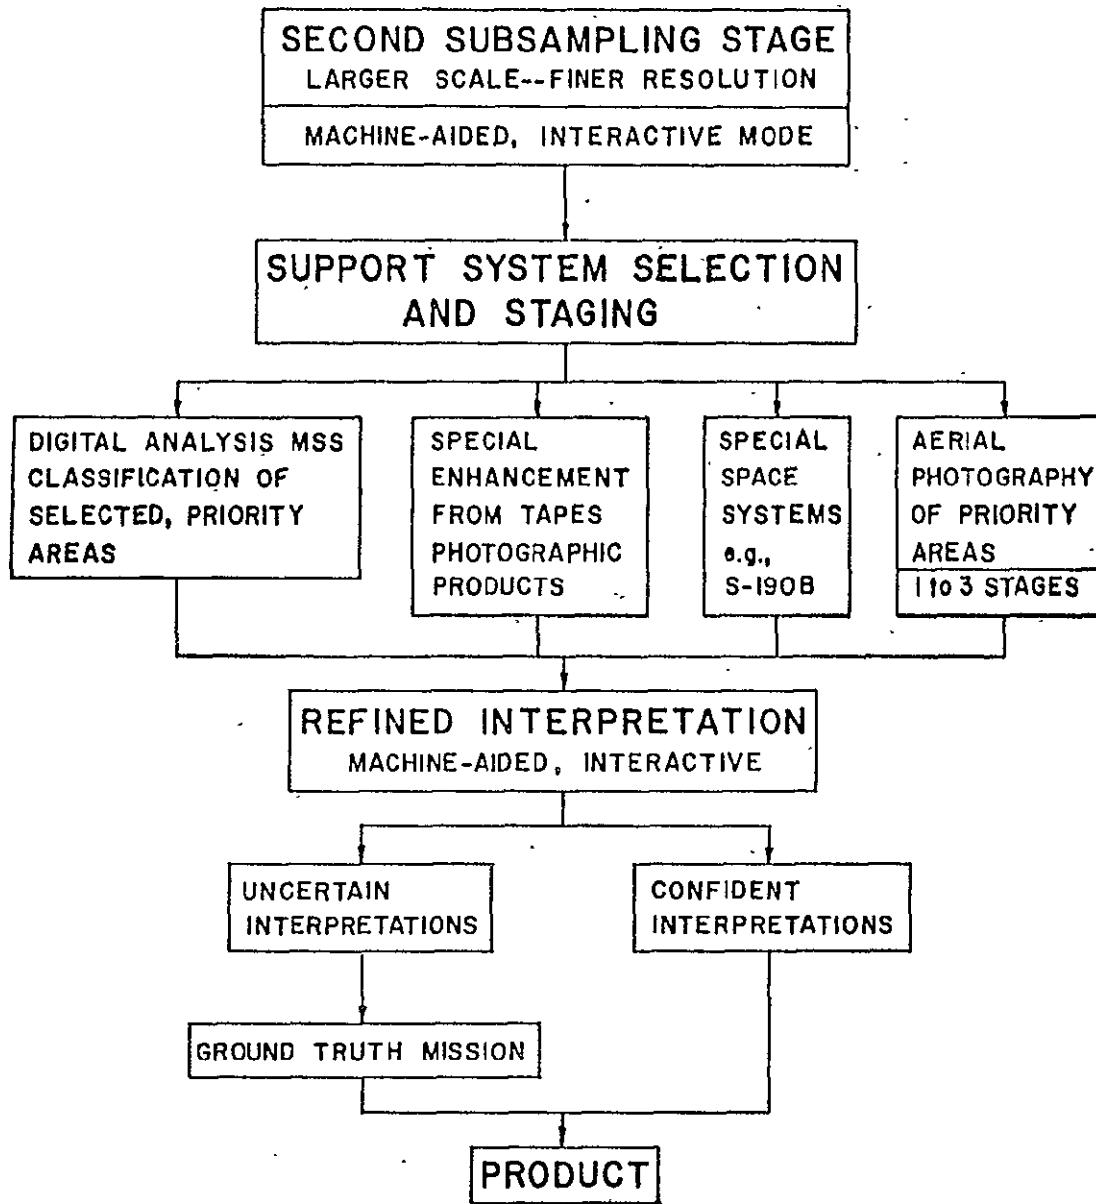 SECOND SUBSAMPLING STAGE
LARGER SCALE--FINER RESOLUTION
MACHINE-AIDED, INTERACTIVE MODE
SUPPORT SYSTEM SELECTION
AND STAGING
DIGITAL ANALYSIS MSS
CLASSIFICATION OF
SELECTED, PRIORITY
AREAS
SPECIAL
ENHANCEMENT
FROM TAPES
PHOTOGRAPHIC
PRODUCTS
SPECIAL
SPACE
SYSTEMS
e.g.,
S-190B
AERIAL
PHOTOGRAPHY
OF PRIORITY
AREAS
1 to 3 STAGES
REFINED INTERPRETATION
MACHINE-AIDED, INTERACTIVE
UNCERTAIN
INTERPRETATIONS
CONFIDENT
INTERPRETATIONS
GROUND TRUTH MISSION
PRODUCT